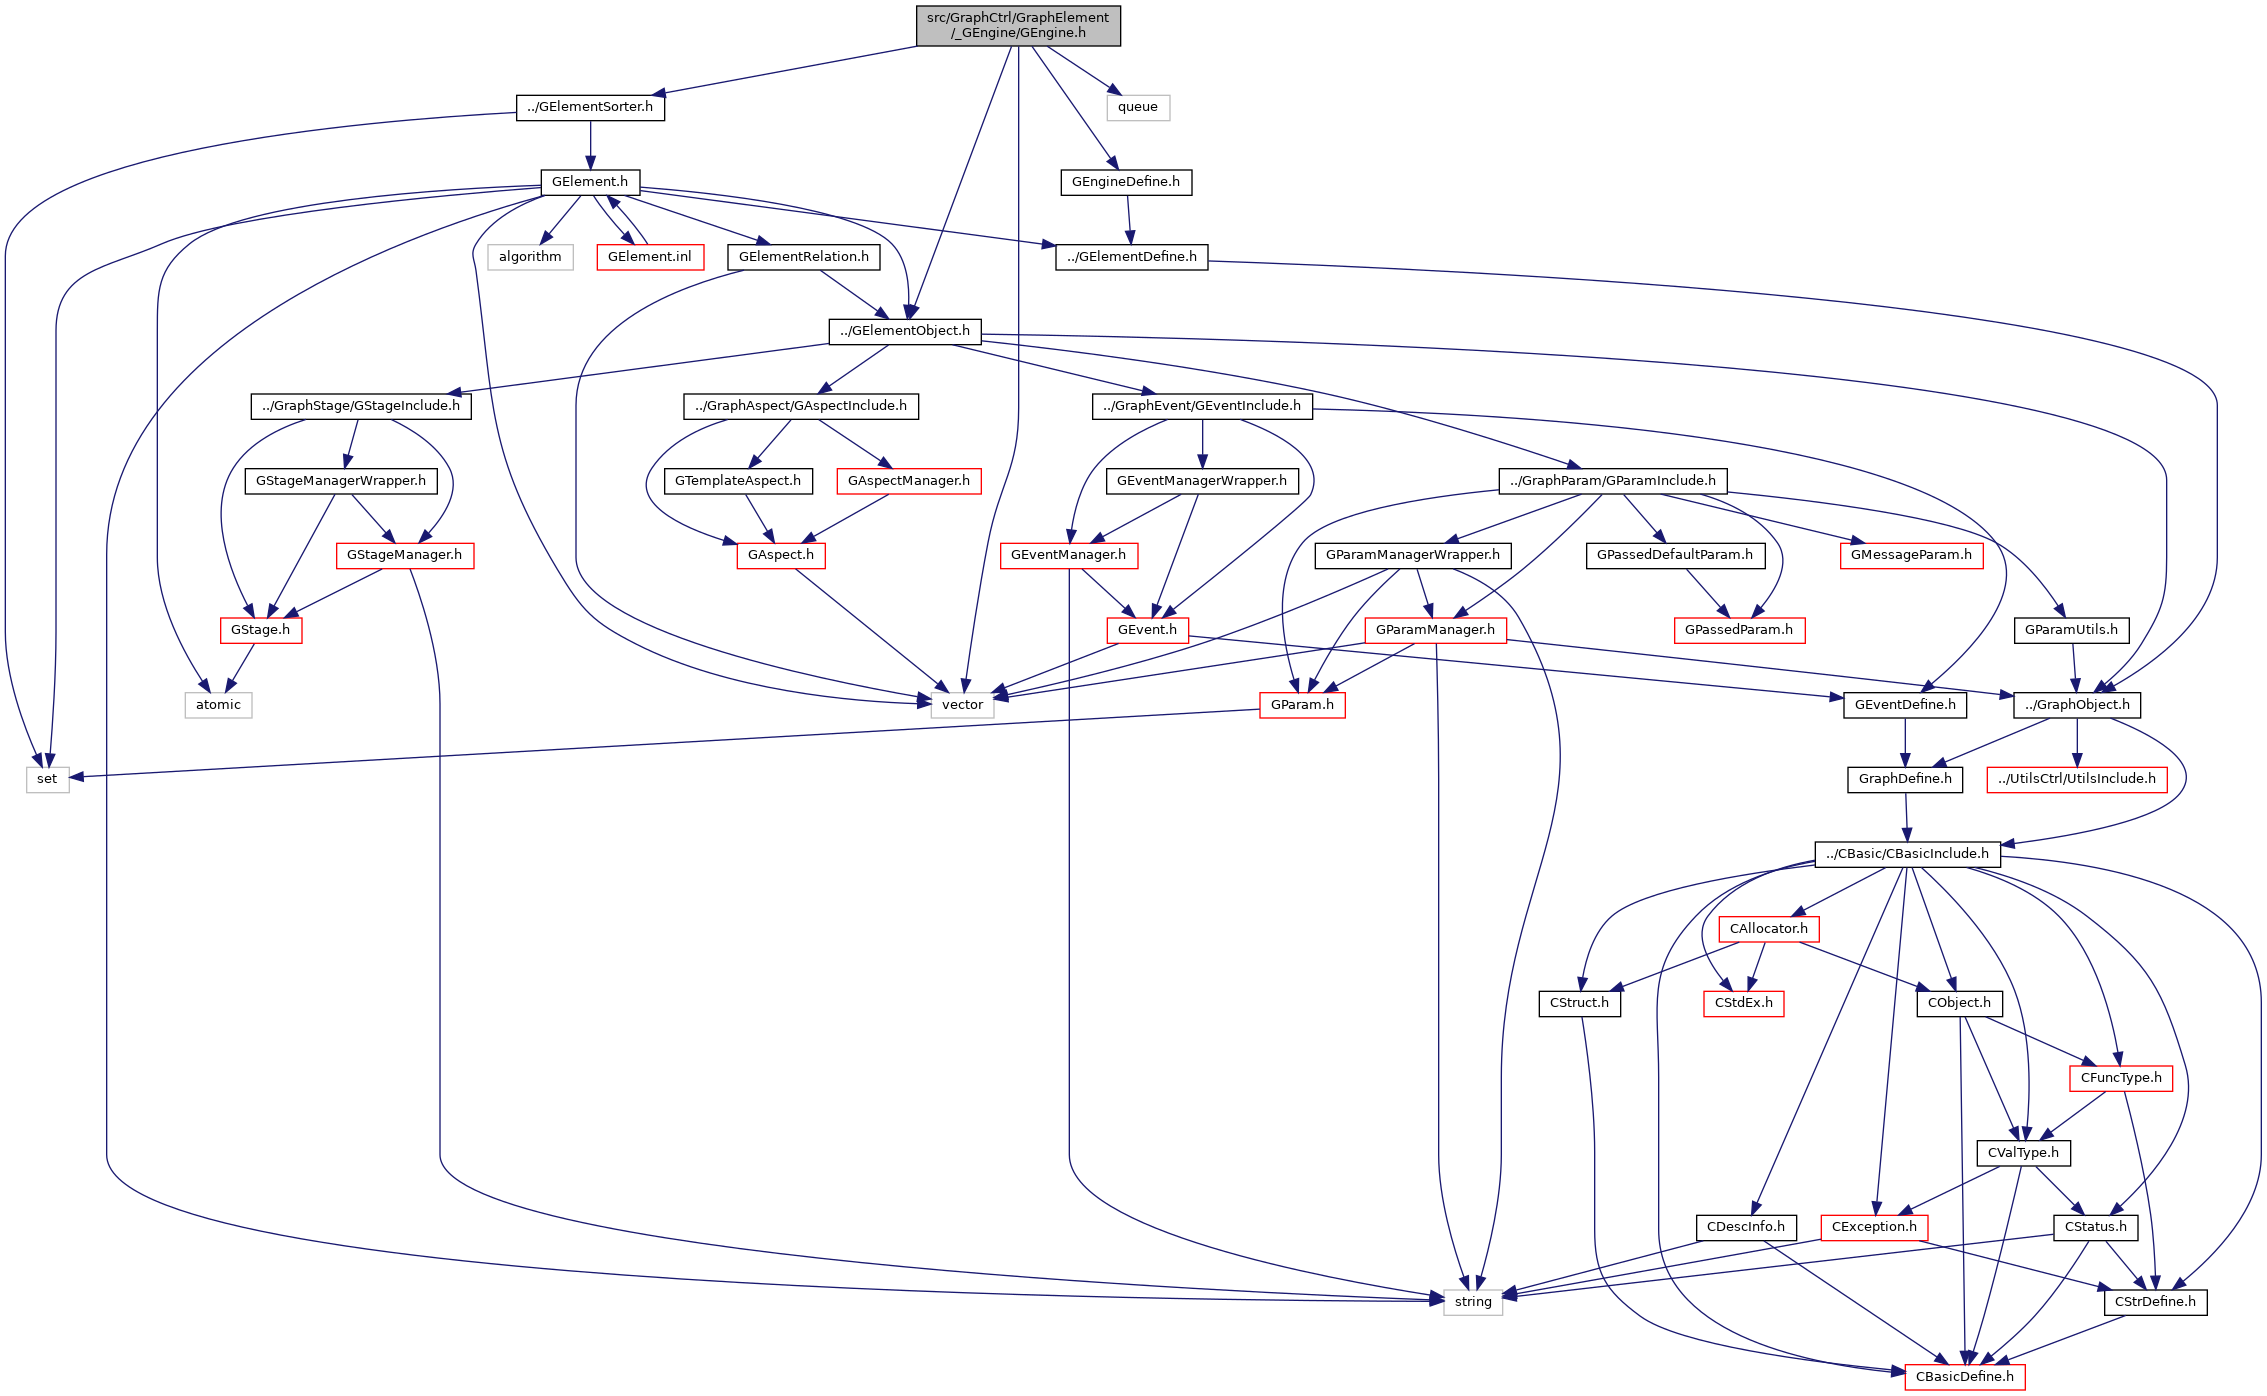 src/GraphCtrl/GraphElement
/_GEngine/GEngine.h
../GElementSorter.h
queue
GElement.h
GEngineDefine.h
algorithm
GElement.inl
GElementRelation.h
../GElementDefine.h
../GElementObject.h
../GraphStage/GStageInclude.h
../GraphAspect/GAspectInclude.h
../GraphEvent/GEventInclude.h
GStageManagerWrapper.h
GTemplateAspect.h
GAspectManager.h
GEventManagerWrapper.h
../GraphParam/GParamInclude.h
GStageManager.h
GAspect.h
GEventManager.h
GParamManagerWrapper.h
GPassedDefaultParam.h
GMessageParam.h
GStage.h
GEvent.h
GParamManager.h
GPassedParam.h
GParamUtils.h
atomic
vector
GParam.h
GEventDefine.h
../GraphObject.h
set
GraphDefine.h
../UtilsCtrl/UtilsInclude.h
../CBasic/CBasicInclude.h
CAllocator.h
CStruct.h
CStdEx.h
CObject.h
CFuncType.h
CValType.h
CDescInfo.h
CException.h
CStatus.h
string
CStrDefine.h
CBasicDefine.h